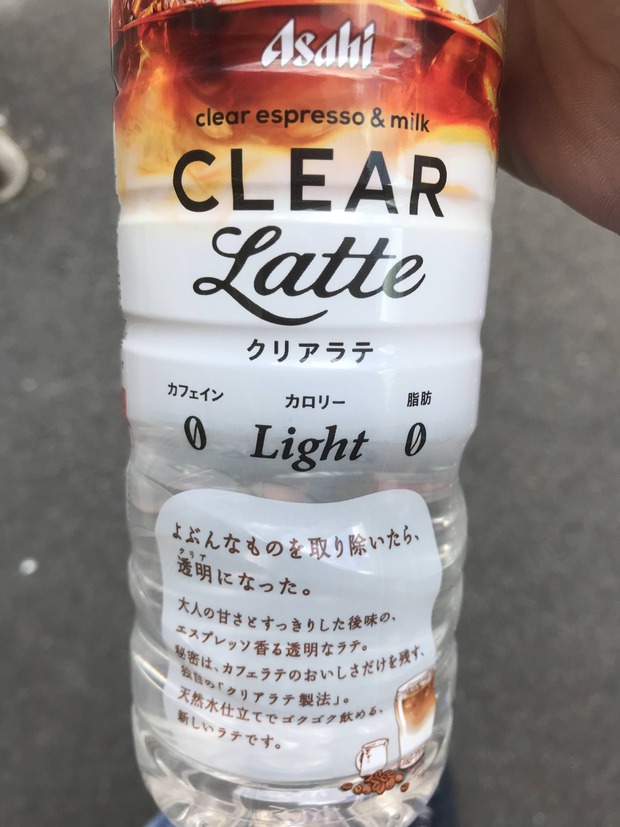 Asahi
clear espresso & milk
CLEAR
Latte
クリアラテ
カフェイン カロリー 脂肪
0 Light 0
よぶんなものを取り除いたら、
クリア
透明になった。
大人の甘さとすっきりした後味の、
エスプレッソ香る透明なラテ。
秘密は、カフェラテのおいしさだけを残す、
独自の「クリアラテ製法」。
天然水仕立てでゴクゴク飲める、
新しいラテです。